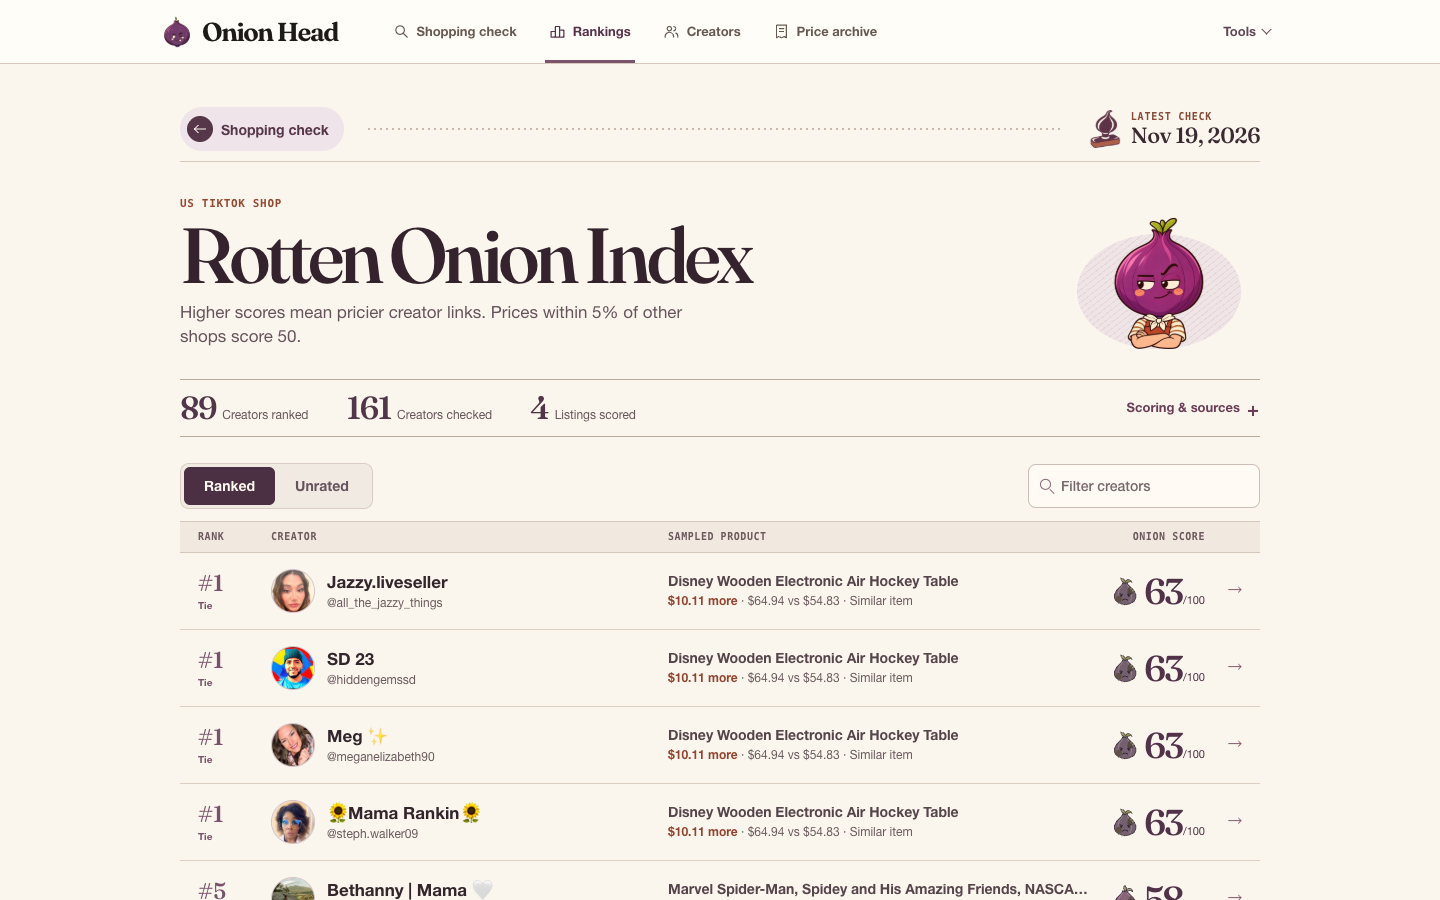 Onion Head
Shopping check
Rankings
Creators
Price archive
Tools
Shopping check
LATEST CHECK
Nov 19, 2026
US TIKTOK SHOP
Rotten Onion Index
Higher scores mean pricier creator links. Prices within 5% of other
shops score 50.
89 Creators ranked
161 Creators checked
4 Listings scored
Scoring & sources +
Ranked
Unrated
Filter creators
RANK
CREATOR
SAMPLED PRODUCT
ONION SCORE
#1
Tie
Jazzy.liveseller
@all_the_jazzy_things
Disney Wooden Electronic Air Hockey Table
$10.11 more · $64.94 vs $54.83 · Similar item
63/100
#1
Tie
SD 23
@hiddengemssd
Disney Wooden Electronic Air Hockey Table
$10.11 more · $64.94 vs $54.83 · Similar item
63/100
#1
Tie
Meg ✨
@meganelizabeth90
Disney Wooden Electronic Air Hockey Table
$10.11 more · $64.94 vs $54.83 · Similar item
63/100
#1
Tie
🌻Mama Rankin🌻
@steph.walker09
Disney Wooden Electronic Air Hockey Table
$10.11 more · $64.94 vs $54.83 · Similar item
63/100
#5
Bethanny | Mama 🤍
Marvel Spider-Man, Spidey and His Amazing Friends, NASCA...
58